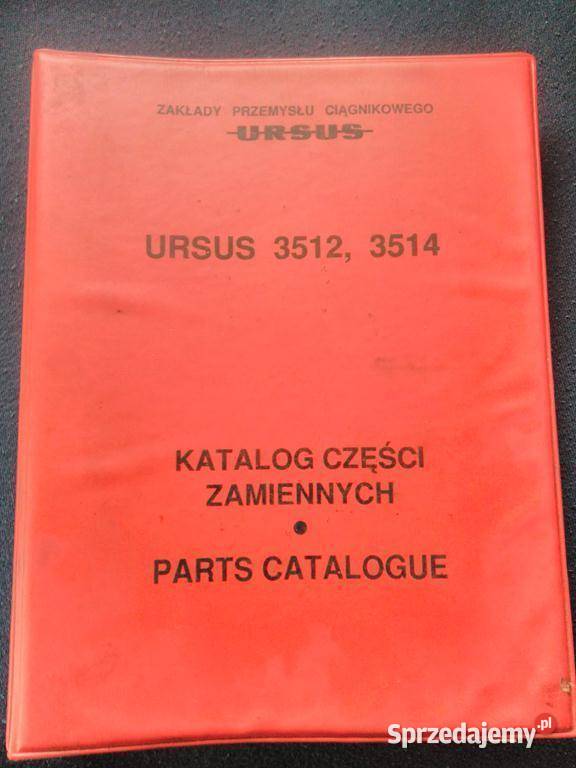 ZAKŁADY PRZEMYSŁU CIĄGNIKOWEGO
URSUS
URSUS 3512, 3514
KATALOG CZĘŚCI
ZAMIENNYCH
•
PARTS CATALOGUE
Sprzedajemy.pl